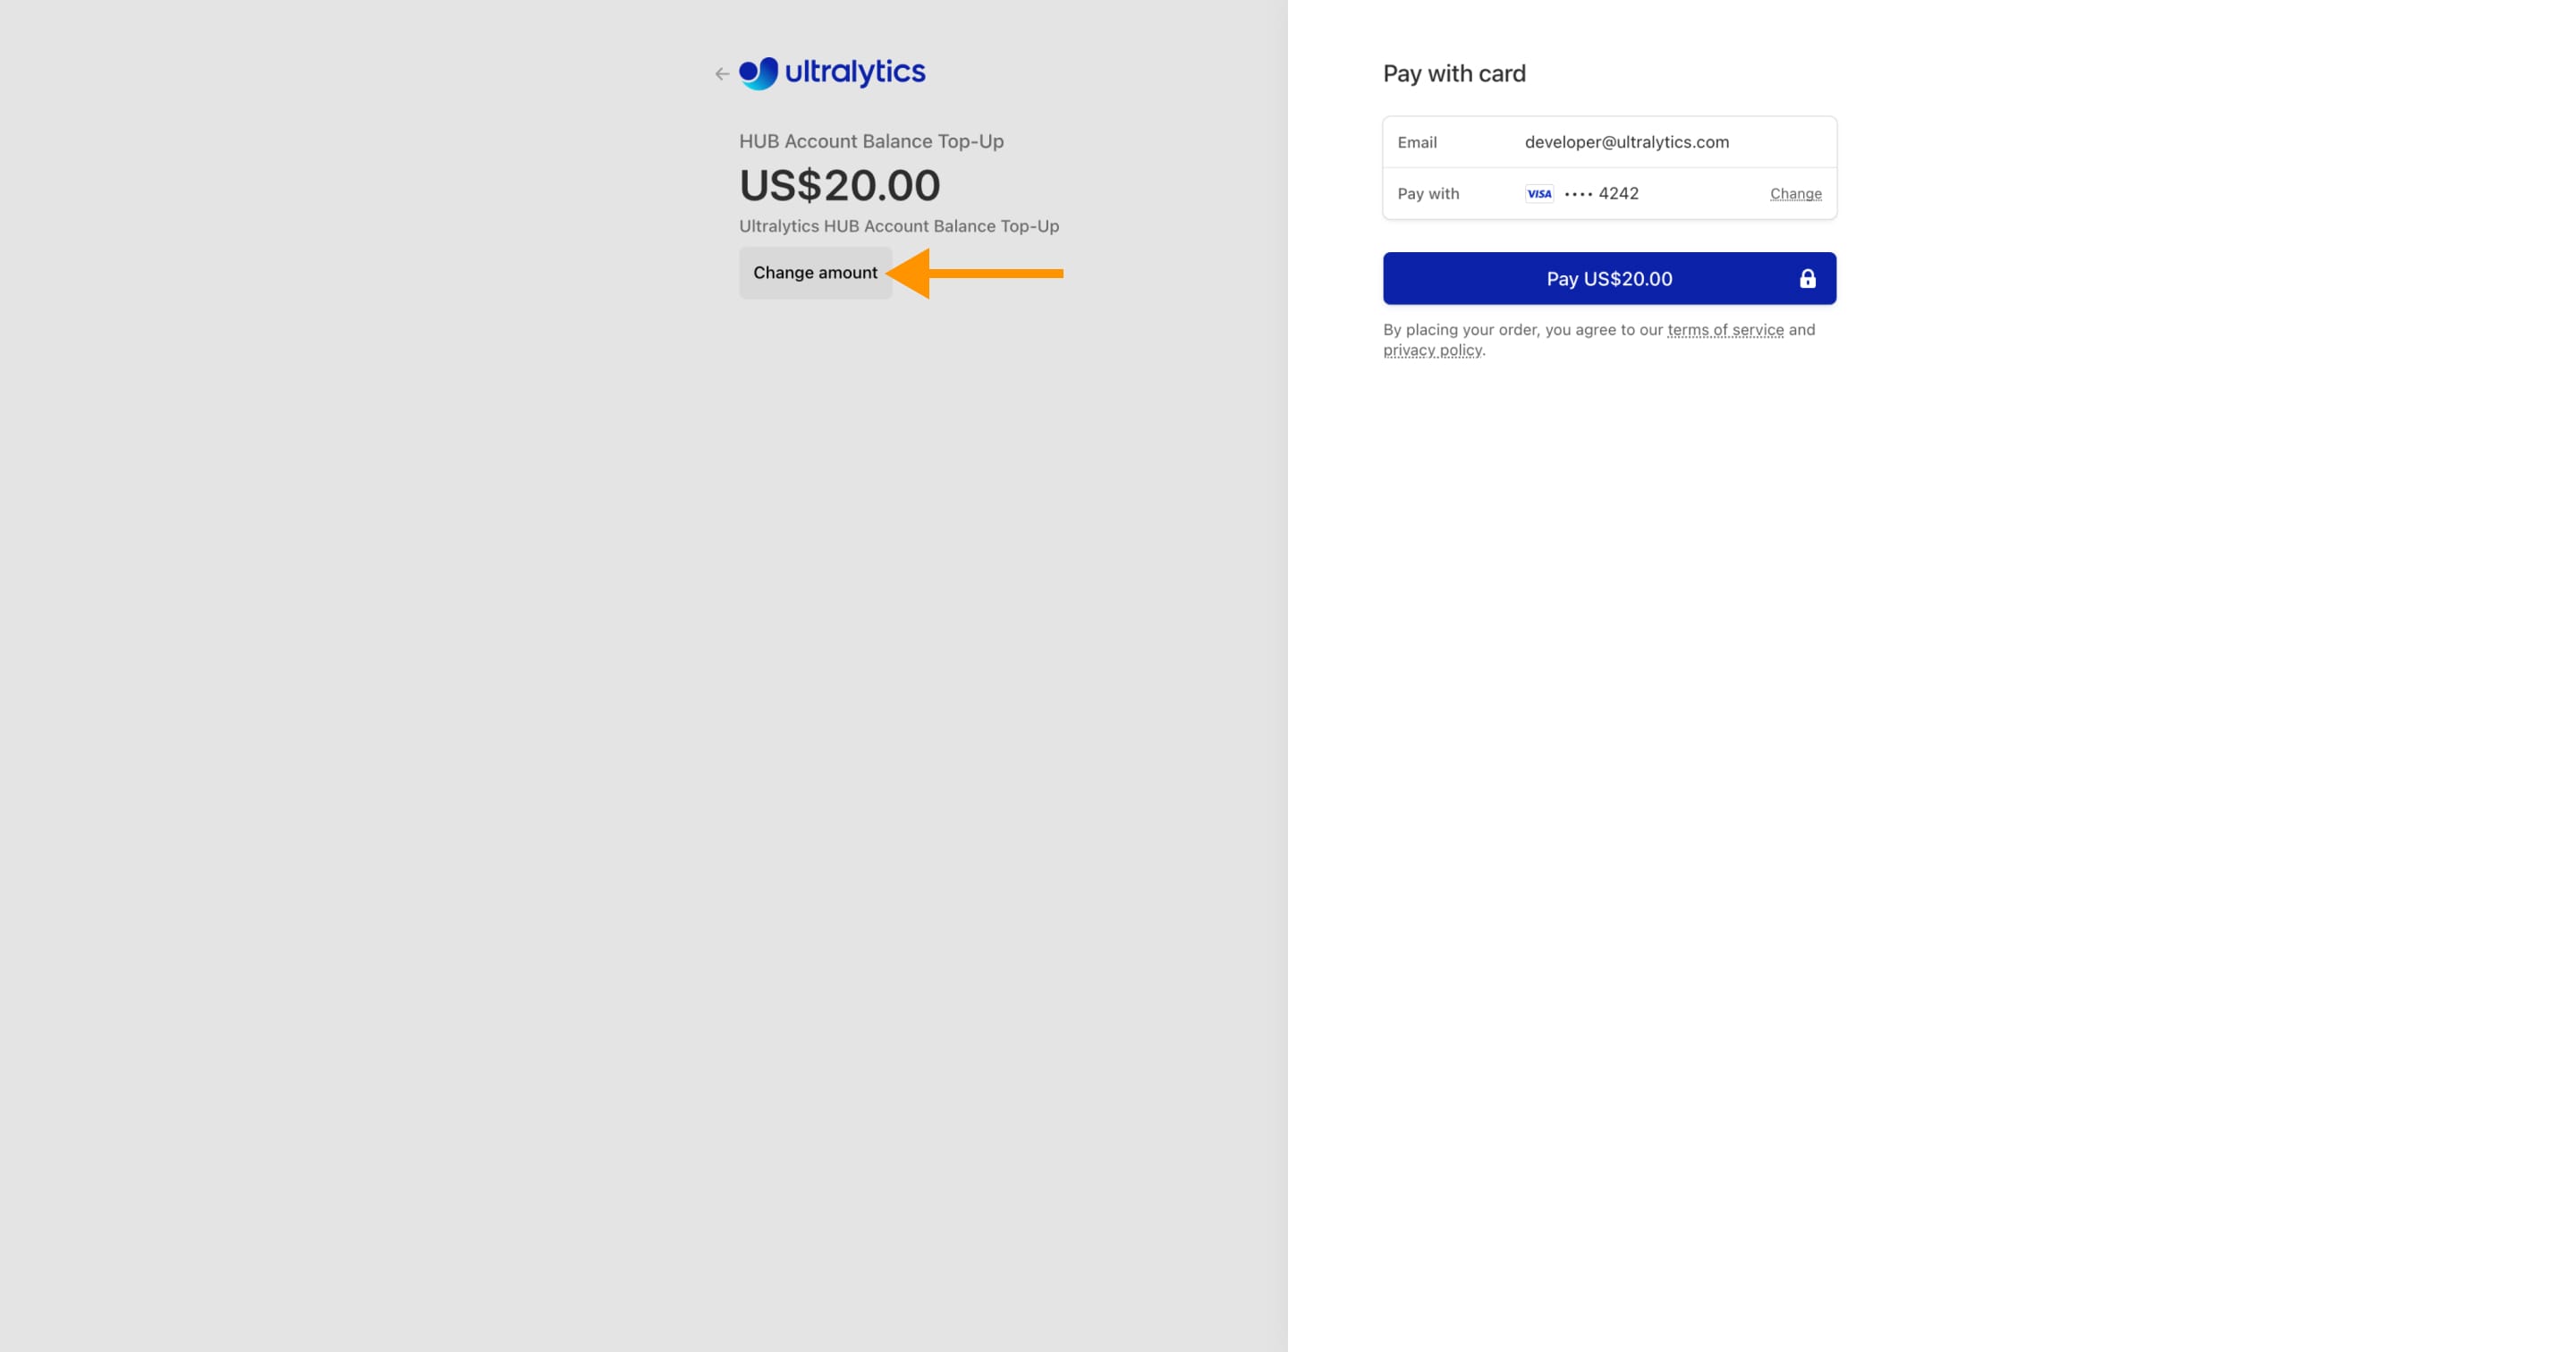 ultralytics
HUB Account Balance Top-Up
US$20.00
Ultralytics HUB Account Balance Top-Up
Change amount
Pay with card
Email developer@ultralytics.com
Pay with VISA •••• 4242 Change
Pay US$20.00
By placing your order, you agree to our terms of service and
privacy policy.